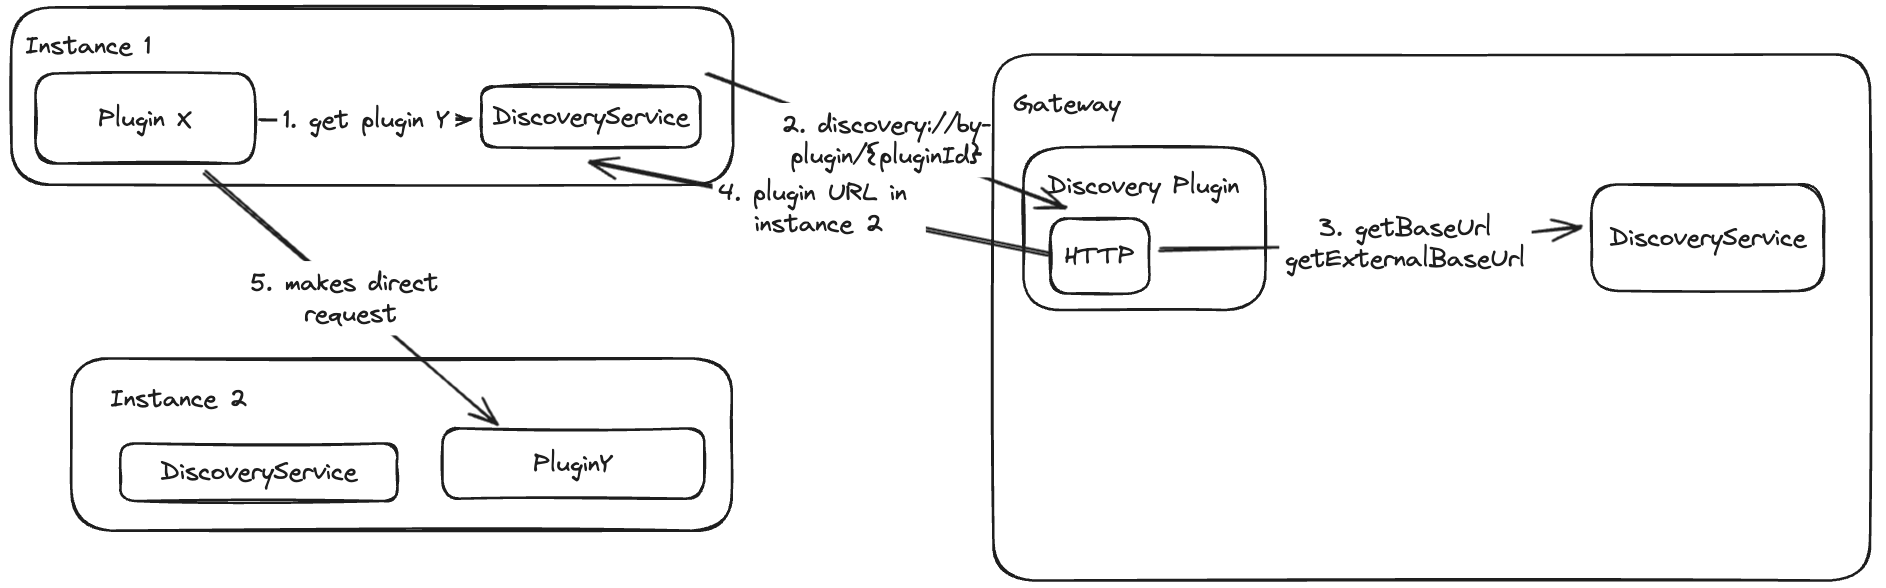 Instance 1
Plugin X
1. get plugin Y
DiscoveryService
2. discovery://by-
plugin/{pluginId}
4. plugin URL in
instance 2
Gateway
Discovery Plugin
HTTP
3. getBaseUrl
getExternalBaseUrl
DiscoveryService
5. makes direct
request
Instance 2
DiscoveryService
PluginY